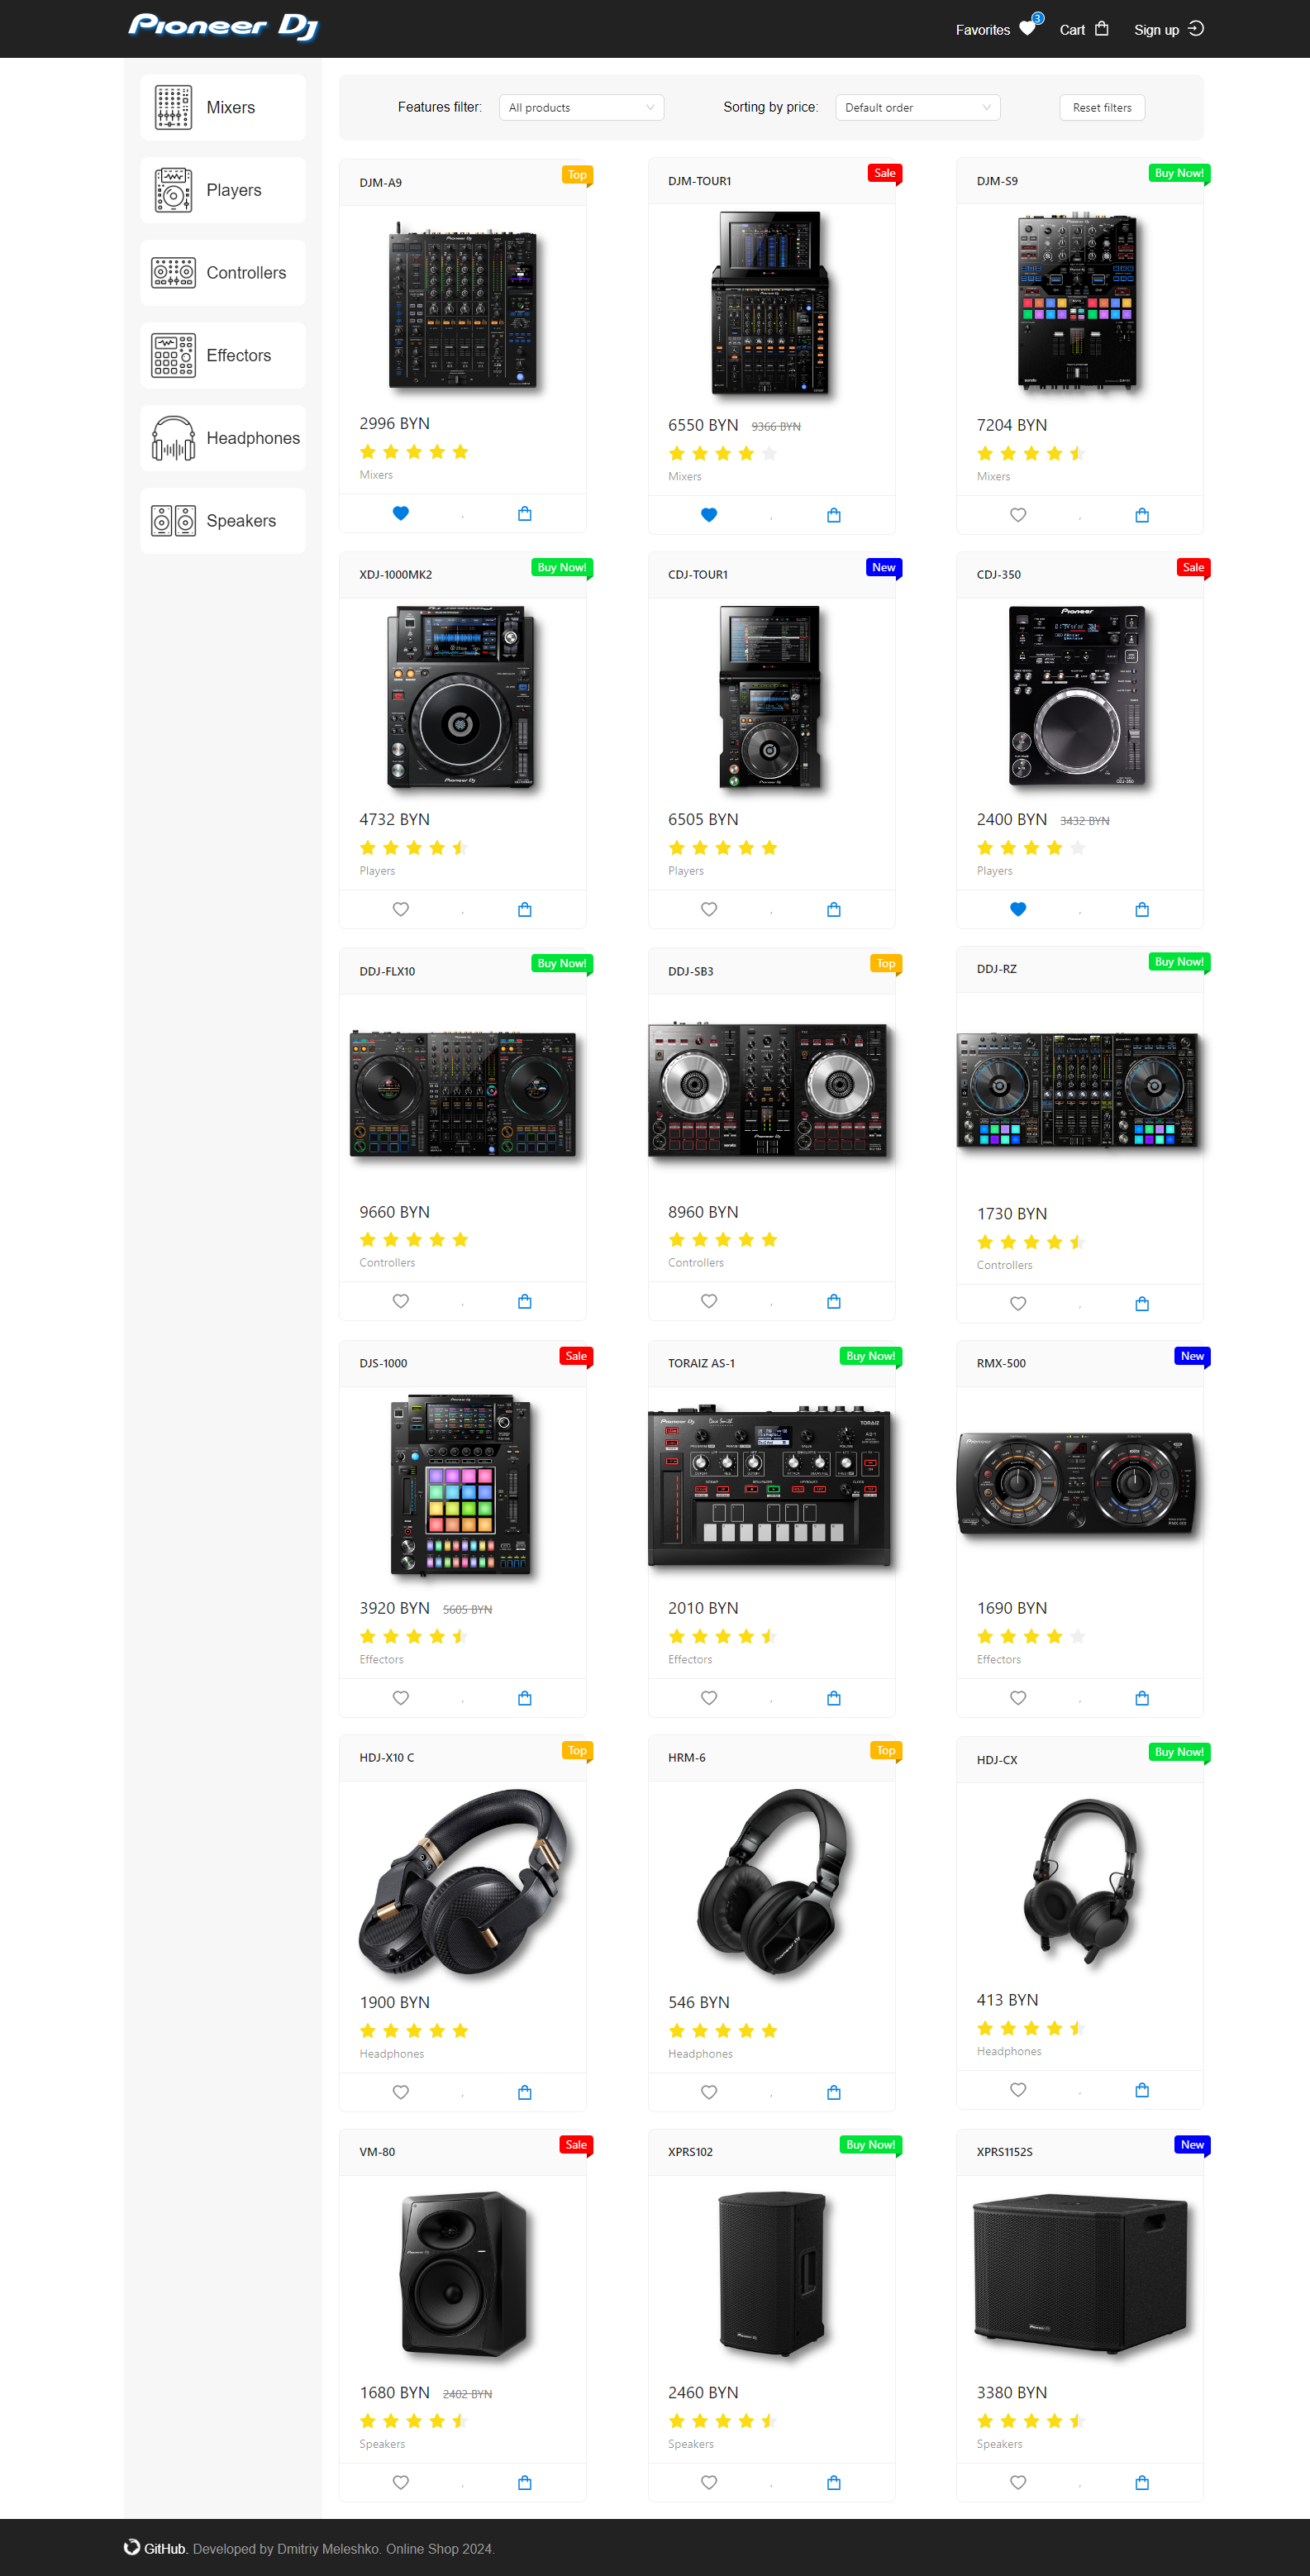 Pioneer Dj
Favorites 3 Cart Sign up
Mixers
Players
Controllers
Effectors
Headphones
Speakers
Features filter: All products Sorting by price: Default order Reset filters
DJM-A9 Top
2996 BYN
Mixers
DJM-TOUR1 Sale
6550 BYN 9366 BYN
Mixers
DJM-S9 Buy Now!
7204 BYN
Mixers
XDJ-1000MK2 Buy Now!
4732 BYN
Players
CDJ-TOUR1 New
6505 BYN
Players
CDJ-350 Sale
2400 BYN 3432 BYN
Players
DDJ-FLX10 Buy Now!
9660 BYN
Controllers
DDJ-SB3 Top
8960 BYN
Controllers
DDJ-RZ Buy Now!
1730 BYN
Controllers
DJS-1000 Sale
3920 BYN 5605 BYN
Effectors
TORAIZ AS-1 Buy Now!
2010 BYN
Effectors
RMX-500 New
1690 BYN
Effectors
HDJ-X10 C Top
1900 BYN
Headphones
HRM-6 Top
546 BYN
Headphones
HDJ-CX Buy Now!
413 BYN
Headphones
VM-80 Sale
1680 BYN 2402 BYN
Speakers
XPRS102 Buy Now!
2460 BYN
Speakers
XPRS1152S New
3380 BYN
Speakers
GitHub. Developed by Dmitriy Meleshko. Online Shop 2024.